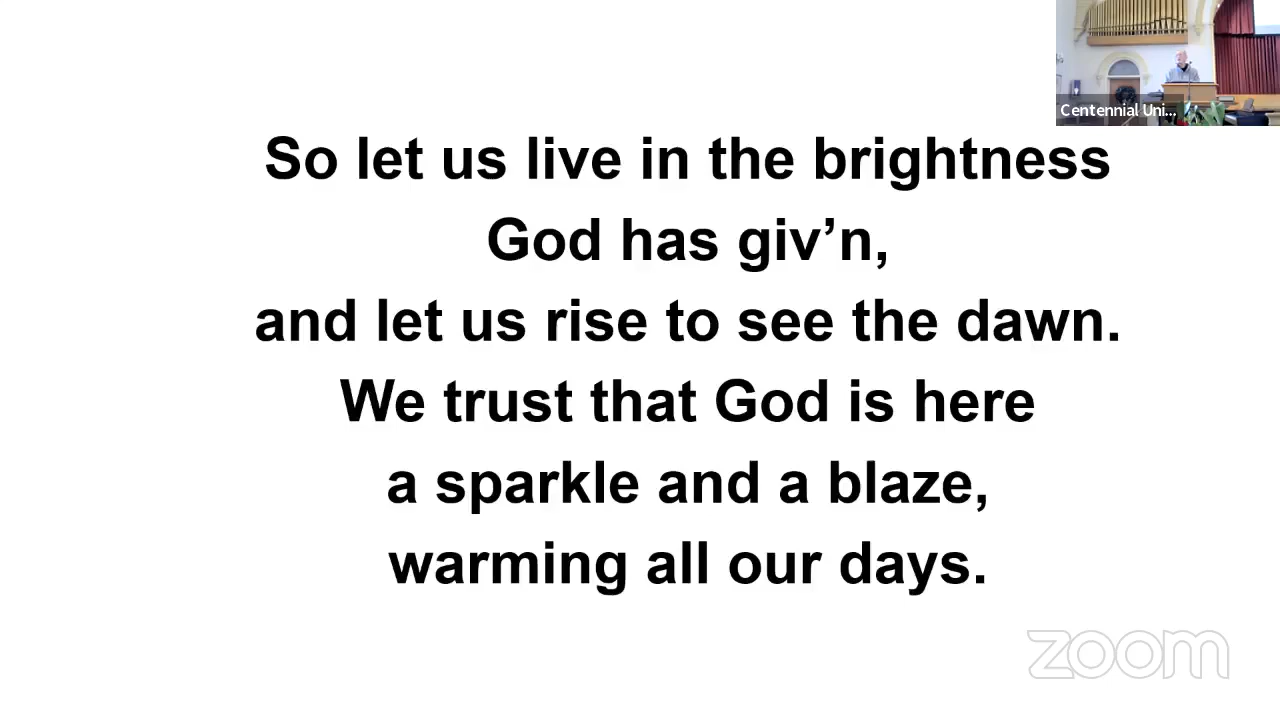 Centennial Uni...
So let us live in the brightness
God has giv’n,
and let us rise to see the dawn.
We trust that God is here
a sparkle and a blaze,
warming all our days.
zoom